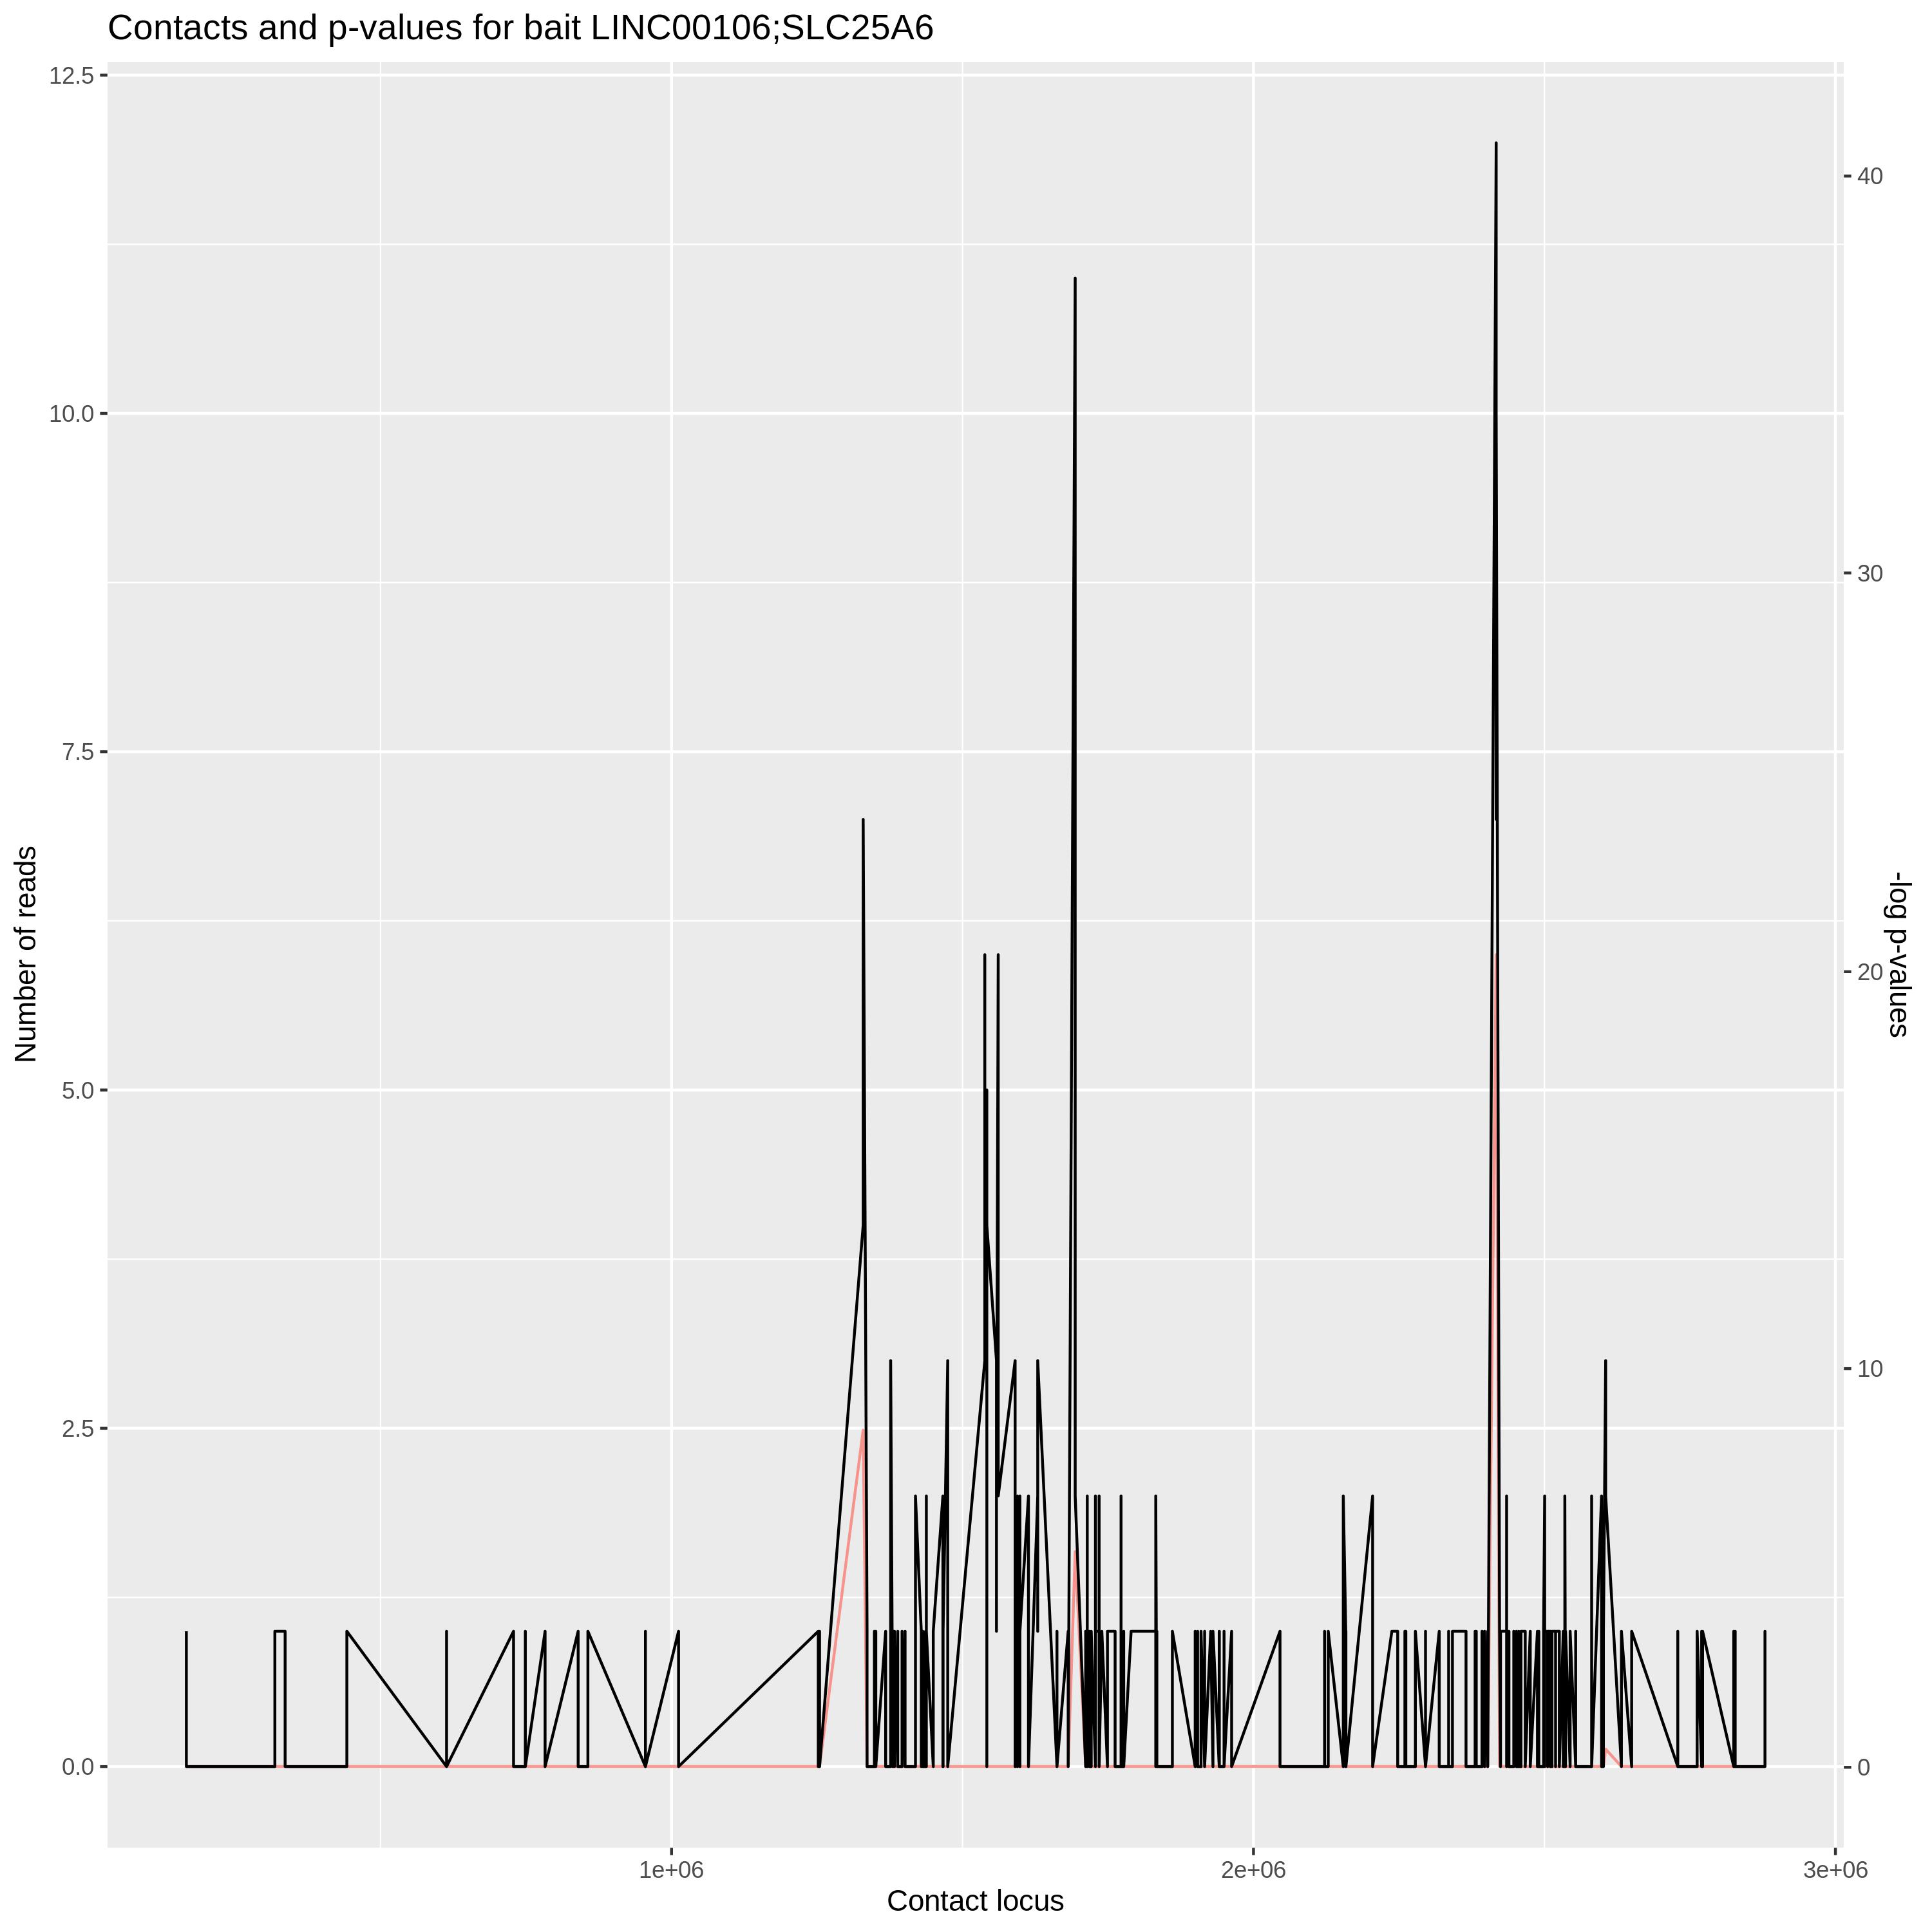 Contacts and p-values for bait LINC00106;SLC25A6
12.5
10.0
7.5
5.0
2.5
0.0
Number of reads
40
30
20
10
0
-log p-values
1e+06
2e+06
3e+06
Contact locus